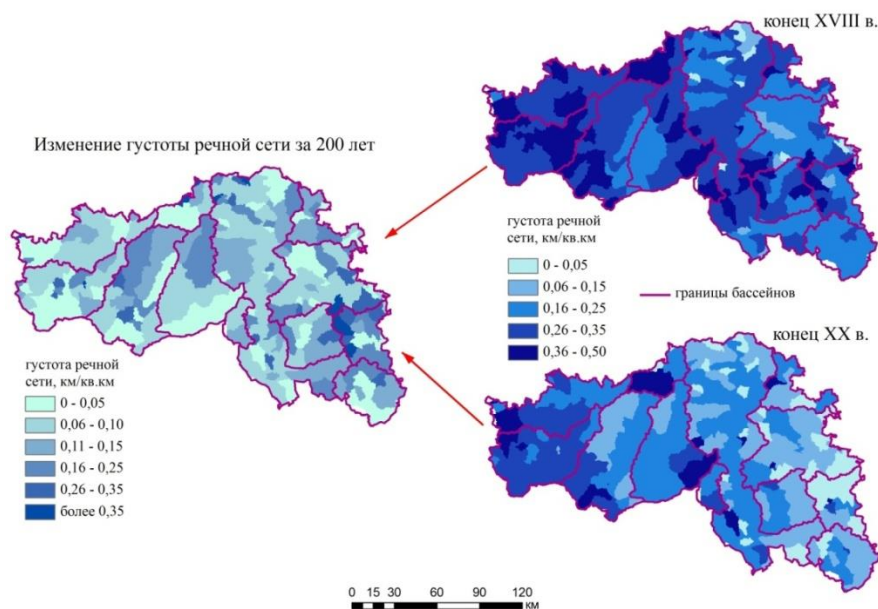 конец XVIII в.
Изменение густоты речной сети за 200 лет
густота речной
сети, км/кв.км
0 - 0,05
0,06 - 0,15
0,16 - 0,25
0,26 - 0,35
0,36 - 0,50
границы бассейнов
конец XX в.
густота речной
сети, км/кв.км
0 - 0,05
0,06 - 0,10
0,11 - 0,15
0,16 - 0,25
0,26 - 0,35
более 0,35
0 15 30 60 90 120
км